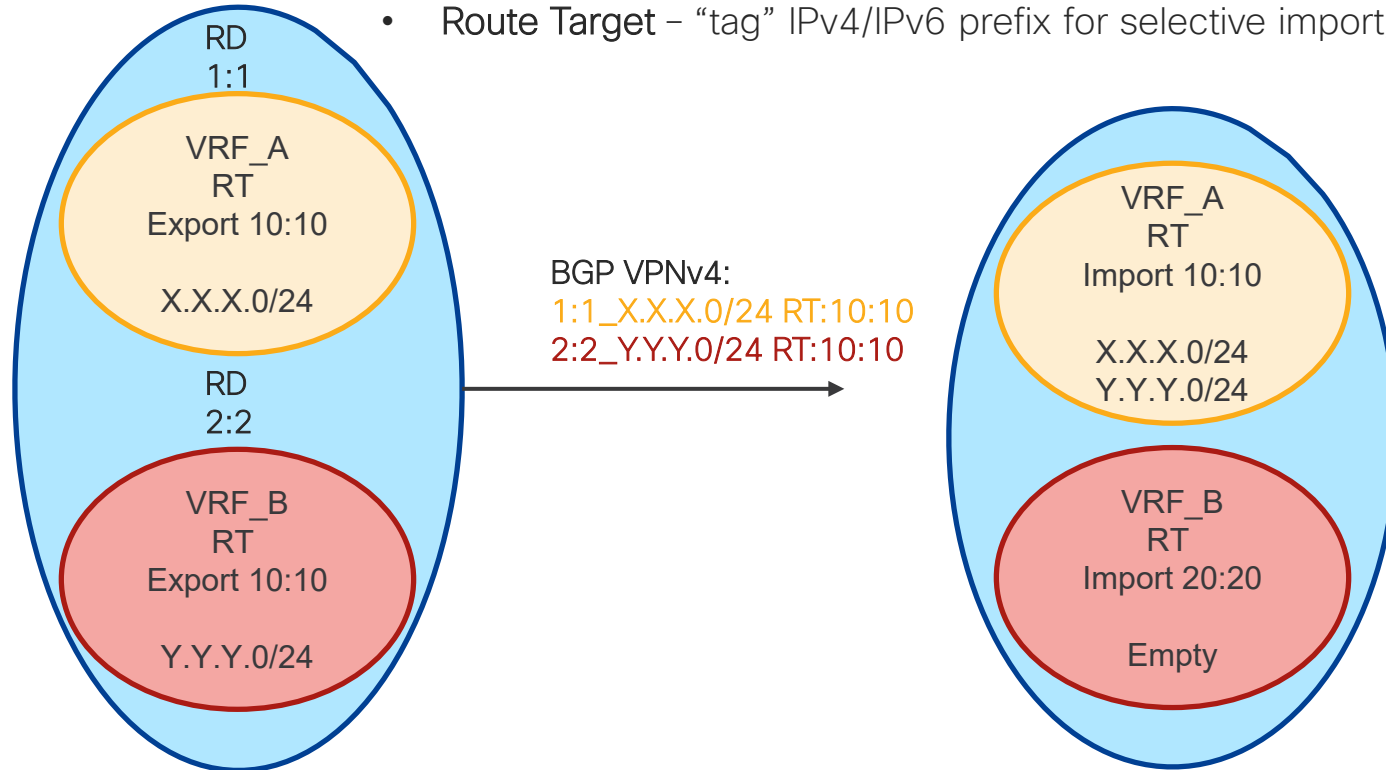 • Route Target – “tag” IPv4/IPv6 prefix for selective import
RD
1:1
VRF_A
RT
Export 10:10
X.X.X.0/24
RD
2:2
VRF_B
RT
Export 10:10
Y.Y.Y.0/24
BGP VPNv4:
1:1_X.X.X.0/24 RT:10:10
2:2_Y.Y.Y.0/24 RT:10:10
VRF_A
RT
Import 10:10
X.X.X.0/24
Y.Y.Y.0/24
VRF_B
RT
Import 20:20
Empty